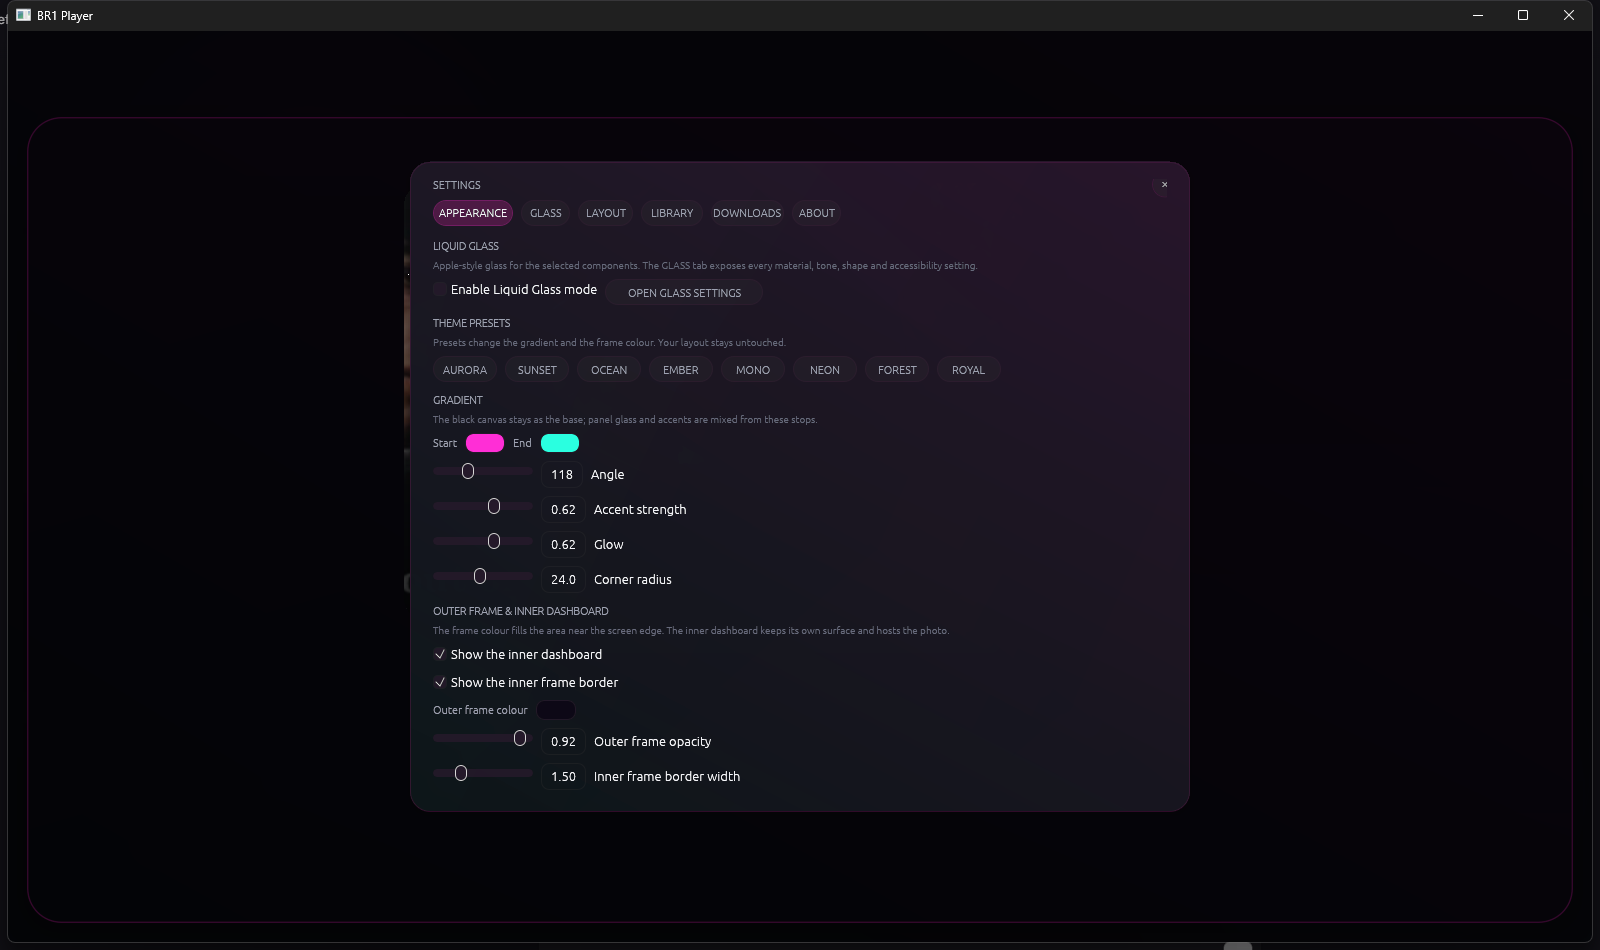 BR1 Player
SETTINGS
×
APPEARANCE GLASS LAYOUT LIBRARY DOWNLOADS ABOUT
LIQUID GLASS
Apple-style glass for the selected components. The GLASS tab exposes every material, tone, shape and accessibility setting.
Enable Liquid Glass mode OPEN GLASS SETTINGS
THEME PRESETS
Presets change the gradient and the frame colour. Your layout stays untouched.
AURORA SUNSET OCEAN EMBER MONO NEON FOREST ROYAL
GRADIENT
The black canvas stays as the base; panel glass and accents are mixed from these stops.
Start End
118 Angle
0.62 Accent strength
0.62 Glow
24.0 Corner radius
OUTER FRAME & INNER DASHBOARD
The frame colour fills the area near the screen edge. The inner dashboard keeps its own surface and hosts the photo.
Show the inner dashboard
Show the inner frame border
Outer frame colour
0.92 Outer frame opacity
1.50 Inner frame border width